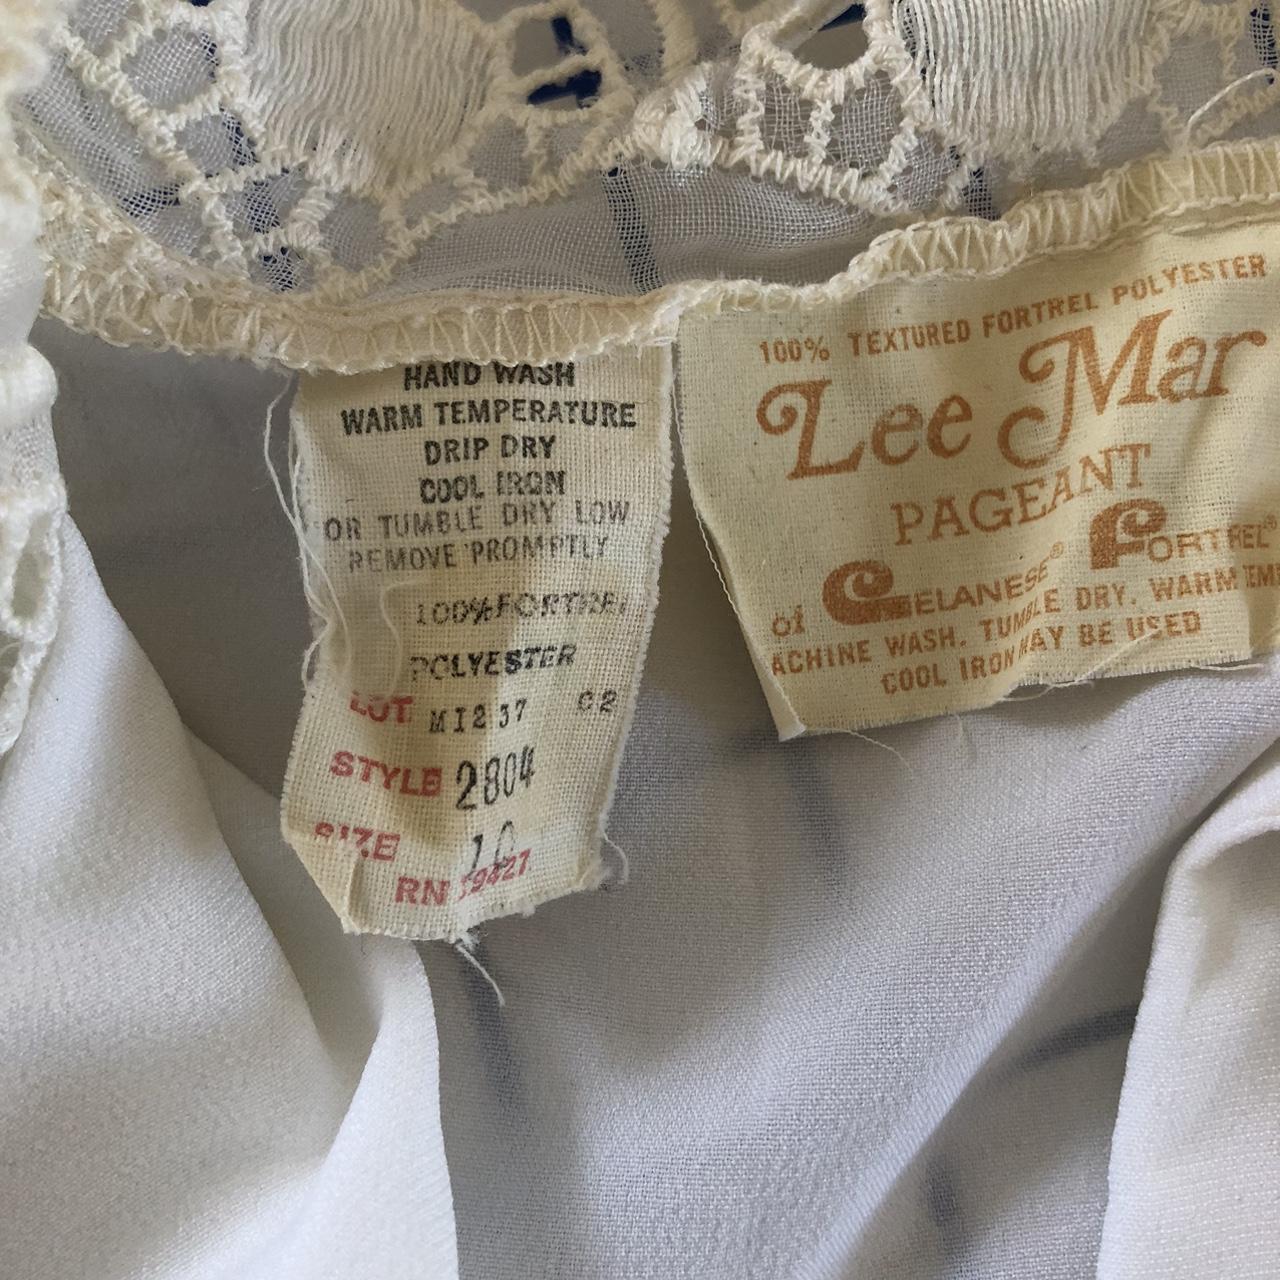 HAND WASH
WARM TEMPERATURE
DRIP DRY
COOL IRON
OR TUMBLE DRY LOW
REMOVE PROMPTLY
100% FORTREL
POLYESTER
LOT MI237 C2
STYLE 2804
SIZE 10
RN 19427
100% TEXTURED FORTREL POLYESTER
Lee Mar
PAGEANT
of CELANESE® FORTREL®
ACHINE WASH. TUMBLE DRY. WARM TEM
COOL IRON MAY BE USED